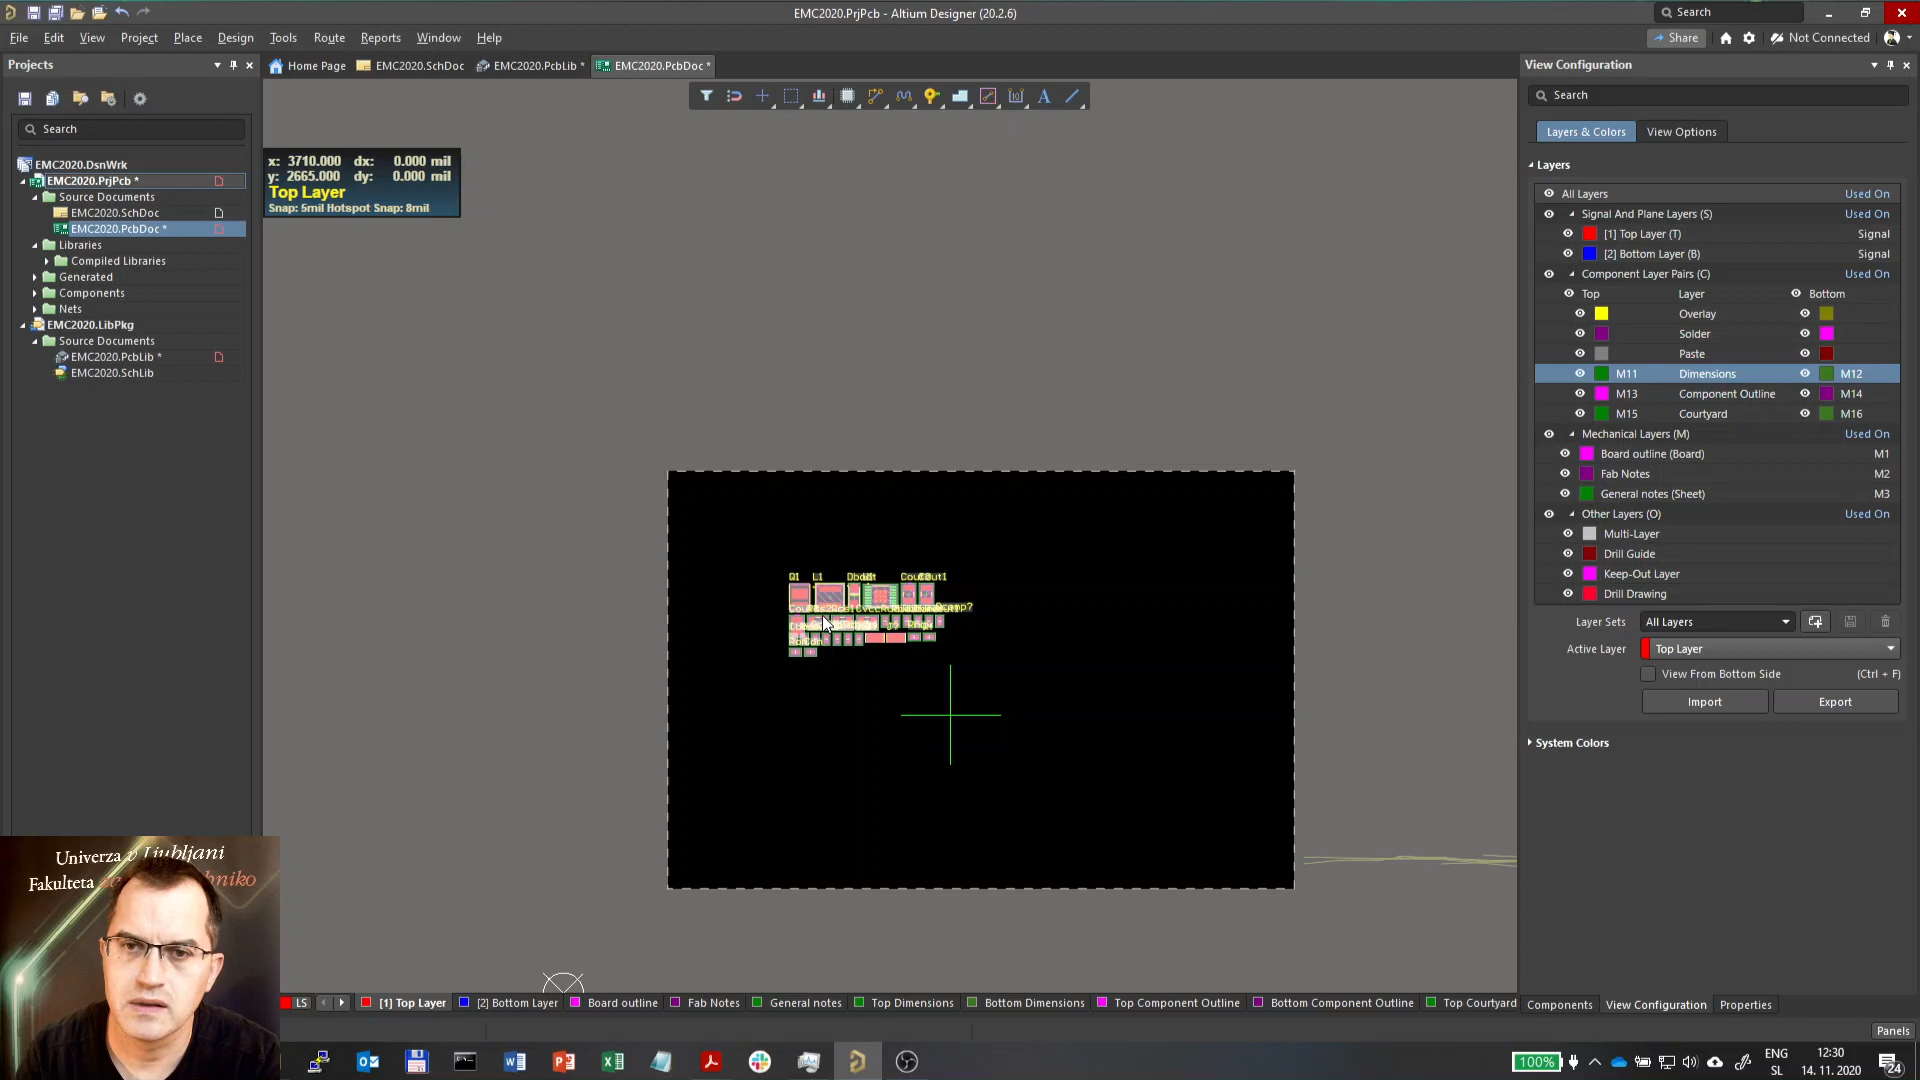 EMC2020.PrjPcb - Altium Designer (20.2.6)
Search
File Edit View Project Place Design Tools Route Reports Window Help
Share
Not Connected
Projects
Home Page
EMC2020.SchDoc
EMC2020.PcbLib *
EMC2020.PcbDoc *
View Configuration
Search
Search
Layers & Colors
View Options
EMC2020.DsnWrk
EMC2020.PrjPcb *
Source Documents
EMC2020.SchDoc
EMC2020.PcbDoc *
Libraries
Compiled Libraries
Generated
Components
Nets
EMC2020.LibPkg
Source Documents
EMC2020.PcbLib *
EMC2020.SchLib
x: 3710.000 dx: 0.000 mil
y: 2665.000 dy: 0.000 mil
Top Layer
Snap: 5mil Hotspot Snap: 8mil
Q1 L1
Layers
All Layers Used On
Signal And Plane Layers (S) Used On
[1] Top Layer (T) Signal
[2] Bottom Layer (B) Signal
Component Layer Pairs (C) Used On
Top Layer Bottom
Overlay
Solder
Paste
M11 Dimensions M12
M13 Component Outline M14
M15 Courtyard M16
Mechanical Layers (M) Used On
Board outline (Board) M1
Fab Notes M2
General notes (Sheet) M3
Other Layers (O) Used On
Multi-Layer
Drill Guide
Keep-Out Layer
Drill Drawing
Layer Sets All Layers
Active Layer Top Layer
View From Bottom Side (Ctrl + F)
Import Export
System Colors
Univerza v Ljubljani
Fakulteta
LS
[1] Top Layer
[2] Bottom Layer
Board outline
Fab Notes
General notes
Top Dimensions
Bottom Dimensions
Top Component Outline
Bottom Component Outline
Top Courtyard
Components
View Configuration
Properties
Panels
100%
ENG
SL
12:30
14. 11. 2020
24